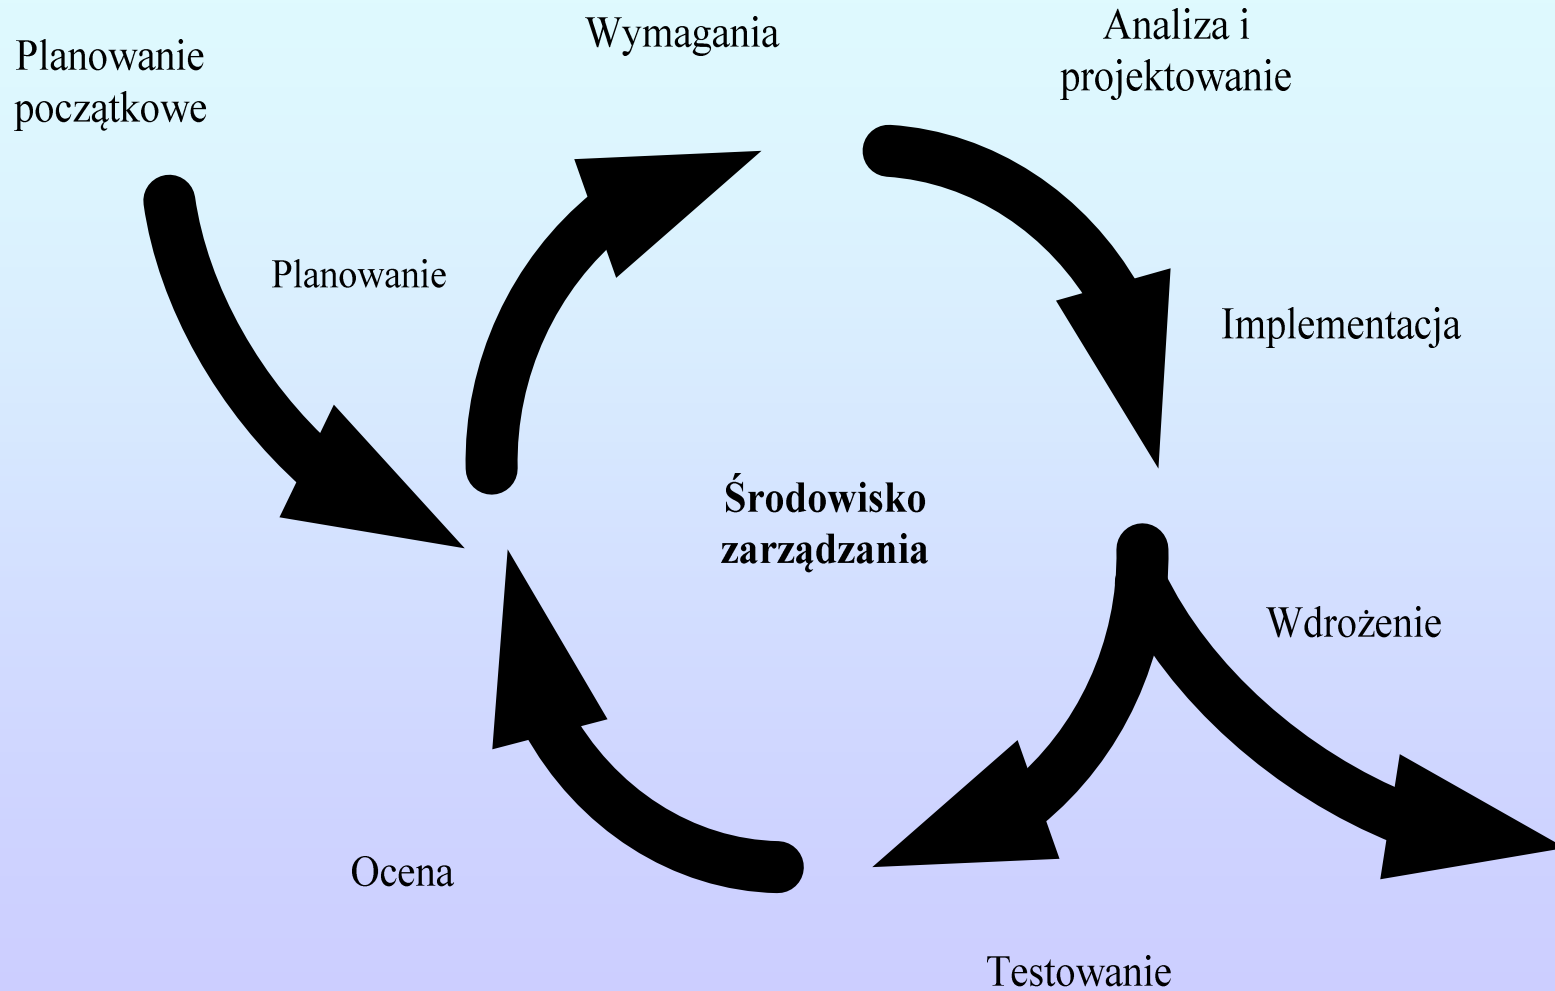 Planowanie
początkowe
Wymagania
Analiza i
projektowanie
Planowanie
Implementacja
Środowisko
zarządzania
Wdrożenie
Ocena
Testowanie